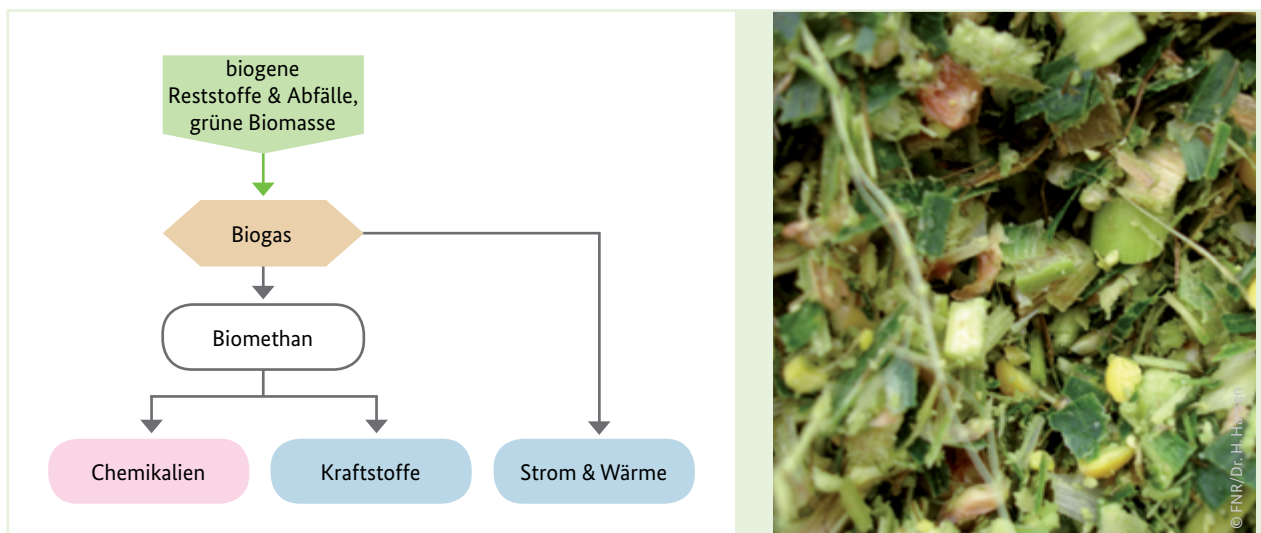 biogene
Reststoffe & Abfälle,
grüne Biomasse
Biogas
Biomethan
Chemikalien
Kraftstoffe
Strom & Wärme
© FNR/Dr. H.